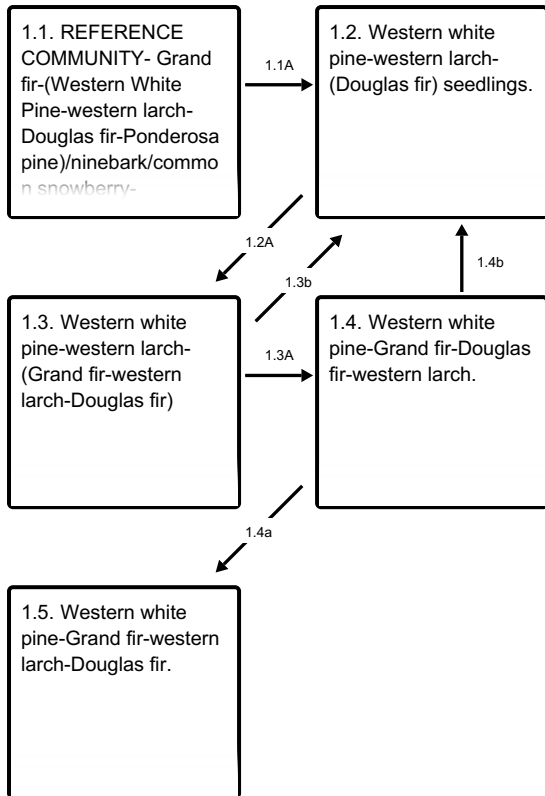 1.1. REFERENCE
COMMUNITY- Grand
fir-(Western White
Pine-western larch-
Douglas fir-Ponderosa
pine)/ninebark/commo
n snowberry-
1.1A
1.2. Western white
pine-western larch-
(Douglas fir) seedlings.
1.2A
1.3b
1.4b
1.3. Western white
pine-western larch-
(Grand fir-western
larch-Douglas fir)
1.3A
1.4. Western white
pine-Grand fir-Douglas
fir-western larch.
1.4a
1.5. Western white
pine-Grand fir-western
larch-Douglas fir.